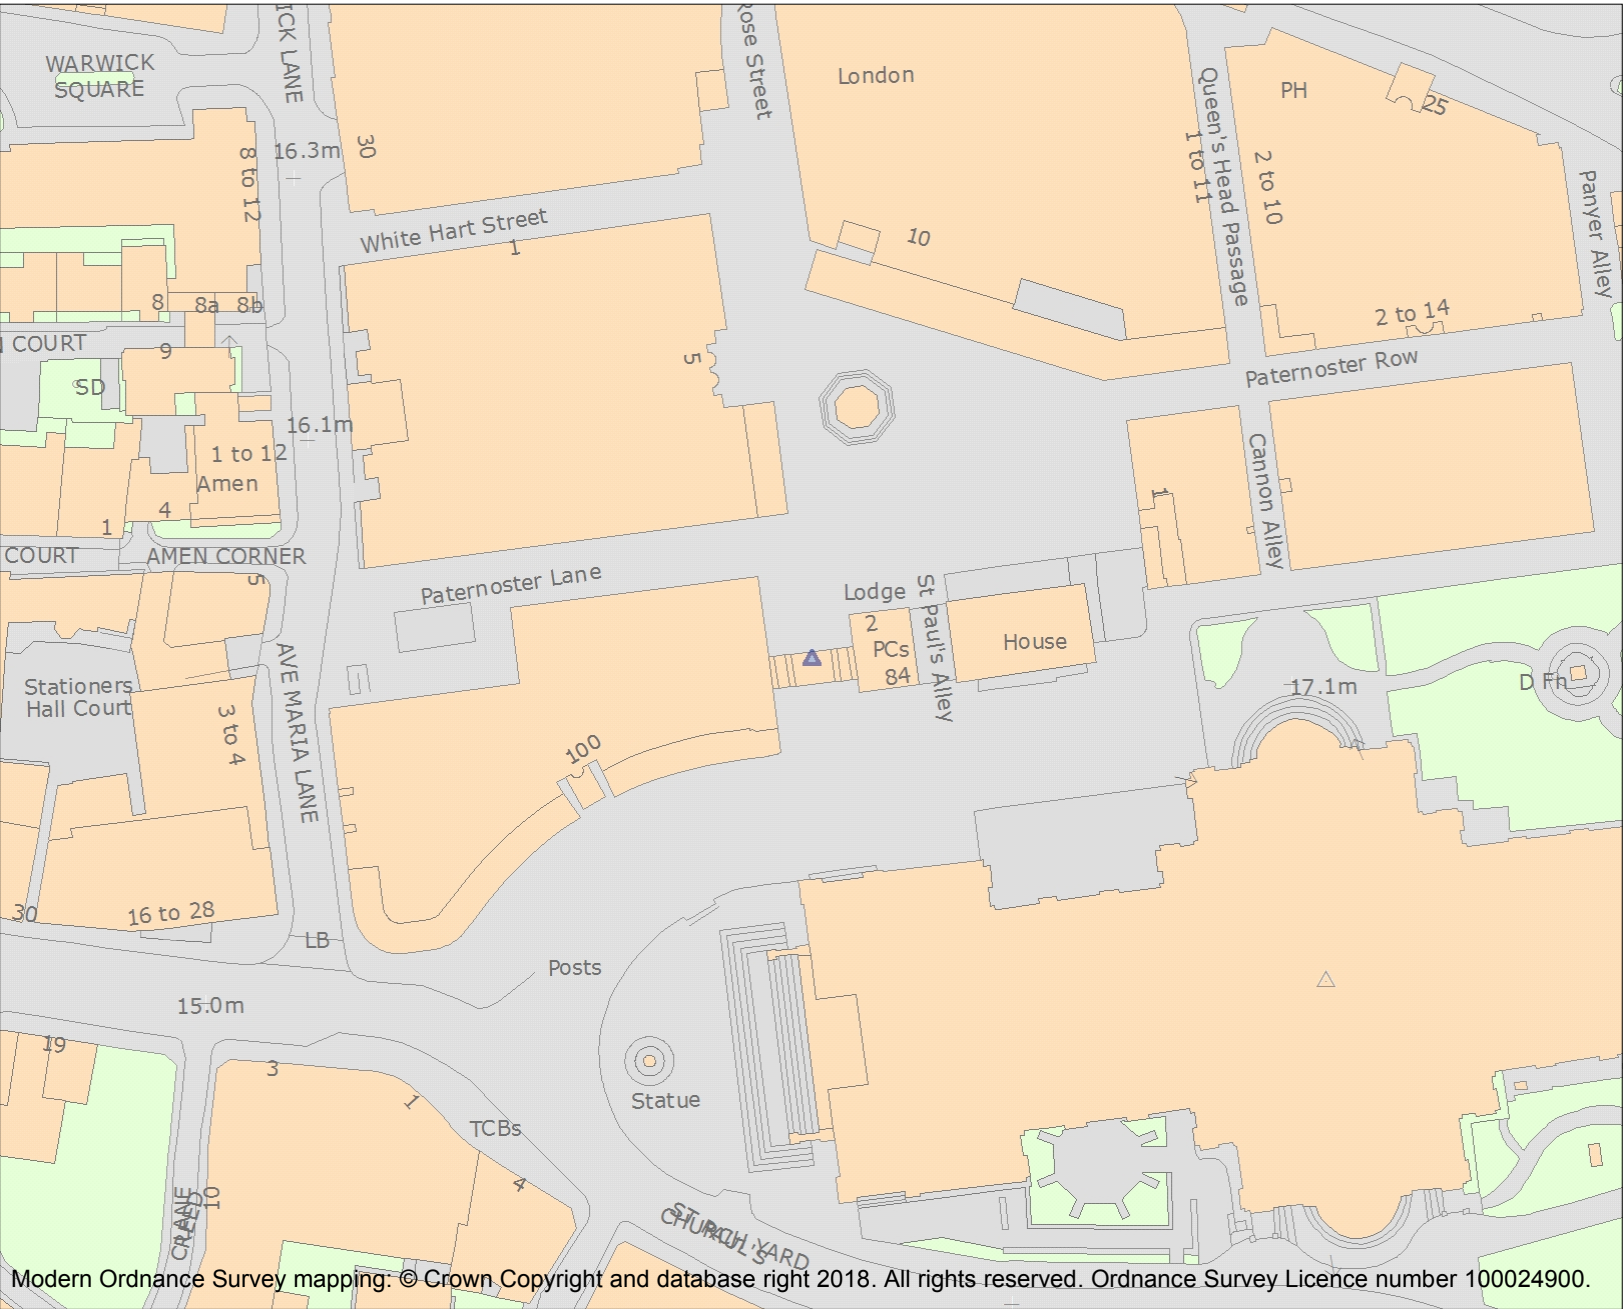 WARWICK
SQUARE
ICK LANE
Rose Street
London
PH
25
Queen's Head Passage
1 to 11
2 to 10
Panyer Alley
16.3m
30
8 to 12
White Hart Street
1
10
8
8a
8b
COURT
9
2 to 14
Paternoster Row
5
SD
16.1m
1 to 12
Amen
4
1
1
Cannon Alley
COURT
AMEN CORNER
5
Paternoster Lane
Lodge
2
PCs
84
St Paul's Alley
House
Stationers
Hall Court
3 to 4
AVE MARIA LANE
17.1m
D Fn
100
30
16 to 28
LB
Posts
15.0m
19
3
1
Statue
TCBs
4
10
CREED
LANE
ST PAUL'S
CHURCH YARD
Modern Ordnance Survey mapping: © Crown Copyright and database right 2018. All rights reserved. Ordnance Survey Licence number 100024900.